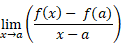 lim x→a ( (f(x) − f(a)) / (x − a) )